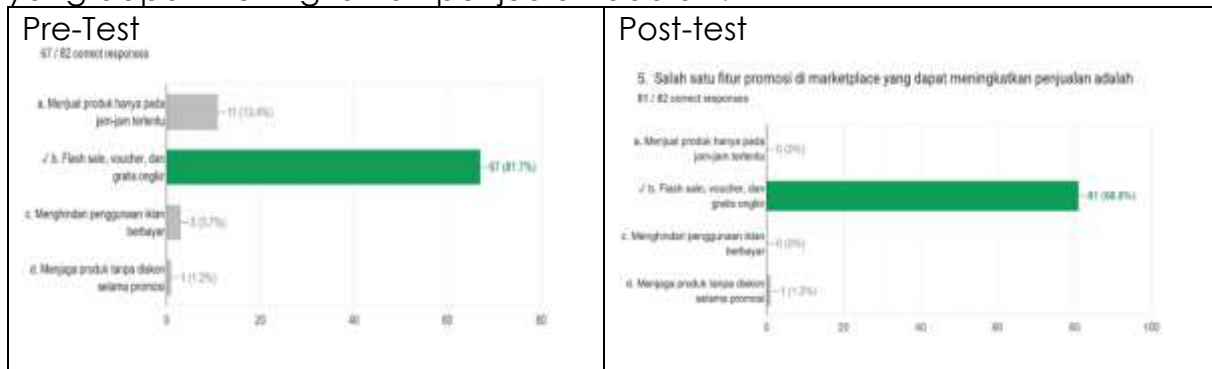 Pre-Test
67 / 82 correct responses
a. Menjual produk hanya pada
jam-jam tertentu
11 (13.4%)
√ b. Flash sale, voucher, dan
gratis ongkir
67 (81.7%)
c. Menghindari penggunaan iklan
berbayar
3 (3.7%)
d. Menjaga produk tanpa diskon
selama promosi
1 (1.2%)
0 20 40 60 80
Post-test
5. Salah satu fitur promosi di marketplace yang dapat meningkatkan penjualan adalah
81 / 82 correct responses
a. Menjual produk hanya pada
jam-jam tertentu
0 (0%)
√ b. Flash sale, voucher, dan
gratis ongkir
81 (98.8%)
c. Menghindari penggunaan iklan
berbayar
0 (0%)
d. Menjaga produk tanpa diskon
selama promosi
1 (1.2%)
0 20 40 60 80 100